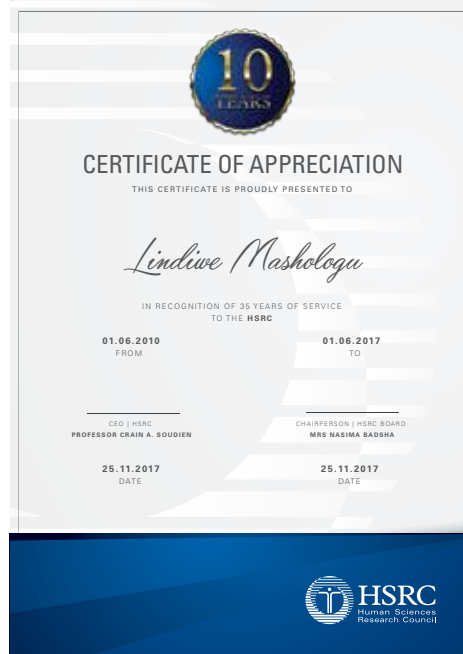 10
YEARS
CERTIFICATE OF APPRECIATION
THIS CERTIFICATE IS PROUDLY PRESENTED TO
Lindiwe Mashologu
IN RECOGNITION OF 35 YEARS OF SERVICE
TO THE HSRC
01.06.2010
FROM
01.06.2017
TO
CEO | HSRC
PROFESSOR CRAIN A. SOUDIEN
CHAIRPERSON | HSRC BOARD
MRS NASIMA BADSHA
25.11.2017
DATE
25.11.2017
DATE
HSRC
Human Sciences
Research Council